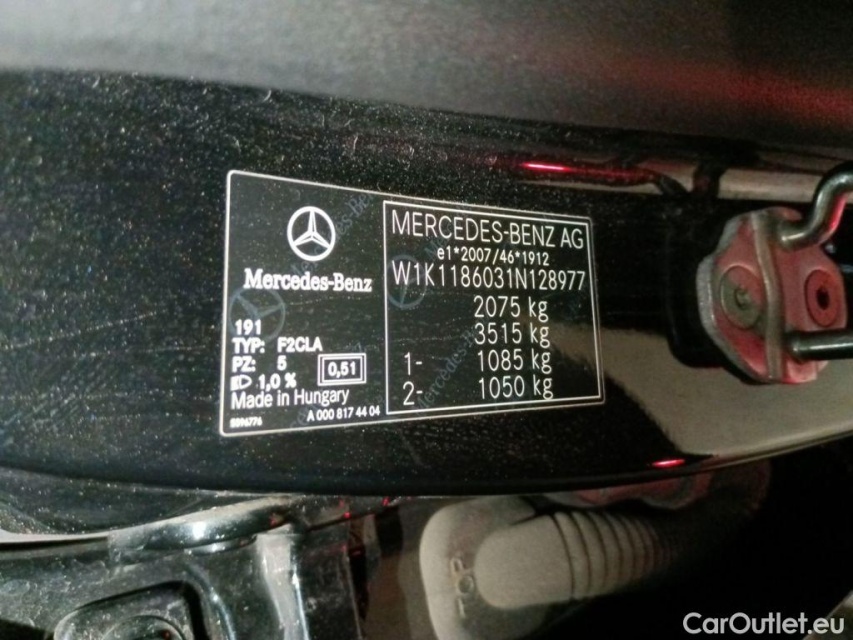 Mercedes-Benz
191
TYP: F2CLA
PZ: 5
0,51
1,0 %
Made in Hungary
A 000 817 44 04
MERCEDES-BENZ AG
e1*2007/46*1912
W1K1186031N128977
2075 kg
3515 kg
1- 1085 kg
2- 1050 kg
TOP
CarOutlet.eu